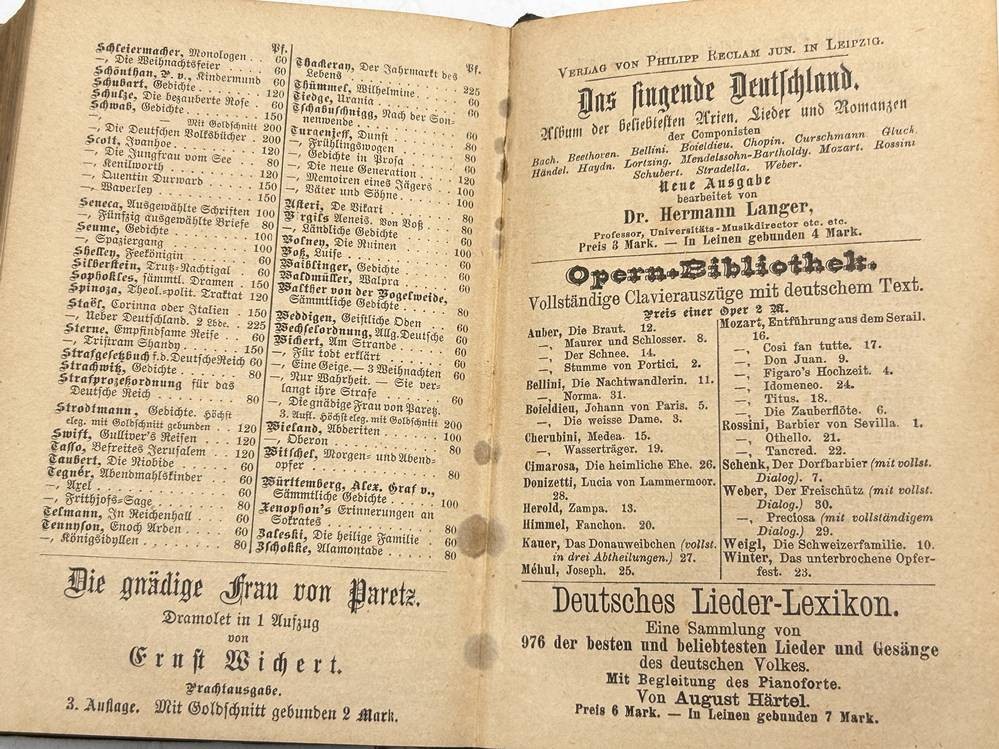 Pf.
Schleiermacher, Monologen . . 60
—, Die Weihnachtsfeier . . . . 60
Schönthan, P. v., Kindermund 60
Schubart, Gedichte . . . . . 120
Schulze, Die bezauberte Rose . 60
Schwab, Gedichte . . . . . . 150
—, — Mit Goldschnitt 200
—, Die Deutschen Volksbücher . 200
Scott, Ivanhoe . . . . . . . 120
—, Die Jungfrau vom See . . 80
—, Kenilworth . . . . . . . 120
—, Quentin Durward . . . . . 150
—, Waverley . . . . . . . . 150
Seneca, Ausgewählte Schriften 100
—, Fünfzig ausgewählte Briefe 80
Seume, Gedichte . . . . . . 100
—, Spaziergang . . . . . . . 100
Shelley, Feekönigin . . . . . 60
Silberstein, Trutz-Nachtigal . . 60
Sophokles, sämmtl. Dramen . . 150
Spinoza, Theol.-polit. Traktat 120
Staël, Corinna oder Italien . . 150
—, Ueber Deutschland. 2 Bde. . 225
Sterne, Empfindsame Reise . . 60
—, Tristram Shandy . . . . . 150
Strafgesetzbuch f. d. Deutsche Reich 60
Strachwitz, Gedichte . . . . . 80
Strafprozeßordnung für das
Deutsche Reich . . . . . . . 80
Strodtmann, Gedichte. Höchst
eleg. mit Goldschnitt gebunden . 120
Swift, Gulliver's Reisen . . . 120
Tasso, Befreites Jerusalem . . 120
Taubert, Die Niobide . . . . 60
Tegnér, Abendmahlskinder . . 60
—, Axel . . . . . . . . . . 60
—, Frithjofs-Sage . . . . . . 80
Telmann, In Reichenhall . . . 60
Tennyson, Enoch Arden . . . 60
—, Königsidyllen . . . . . . 80
Pf.
Thackeray, Der Jahrmarkt des
Lebens . . . . . . . . . . 225
Thümmel, Wilhelmine . . . . 60
Tiedge, Urania . . . . . . . 60
Tschabuschnigg, Nach der Son-
nenwende . . . . . . . . . 60
Turgenjeff, Dunst . . . . . . 80
—, Frühlingswogen . . . . . 80
—, Gedichte in Prosa . . . . 60
—, Die neue Generation . . . 120
—, Memoiren eines Jägers . . 120
—, Väter und Söhne . . . . . 100
Usteri, De Vikari . . . . . . 80
Virgils Aeneis. Von Voß . . . 80
—, Ländliche Gedichte . . . . 60
Volney, Die Ruinen . . . . . 80
Voß, Luise . . . . . . . . 60
Waiblinger, Gedichte . . . . 60
Waldmüller, Walpra . . . . . 60
Walther von der Vogelweide,
Sämmtliche Gedichte . . . . . 80
Weddigen, Geistliche Oden . . 60
Wechselordnung, Allg. Deutsche 60
Wichert, Am Strande . . . . 60
—, Für todt erklärt . . . . . 60
—, Eine Geige. — 3 Weihnachten 60
—, Nur Wahrheit. — Sie ver-
langt ihre Strafe . . . . . . 60
—, Die gnädige Frau von Paretz.
3. Aufl. Höchst eleg. mit Goldschnitt 200
Wieland, Abderiten . . . . . 100
—, Oberon . . . . . . . . . 80
Witschel, Morgen- und Abend-
opfer . . . . . . . . . . 80
Württemberg, Alex. Graf v.,
Sämmtliche Gedichte . . . . . 100
Xenophon's Erinnerungen an
Sokrates . . . . . . . . . 60
Zaleski, Die heilige Familie . 60
Zschokke, Alamontade . . . . 80
Die gnädige Frau von Paretz.
Dramolet in 1 Aufzug
von
Ernst Wichert.
Prachtausgabe.
3. Auflage. Mit Goldschnitt gebunden 2 Mark.
VERLAG VON PHILIPP RECLAM JUN. IN LEIPZIG.
Das singende Deutschland.
Album der beliebtesten Arien, Lieder und Romanzen
der Componisten
Bach. Beethoven. Bellini. Boieldieu. Chopin. Curschmann Gluck.
Händel. Haydn. Lortzing. Mendelssohn-Bartholdy. Mozart. Rossini
Schubert. Stradella. Weber.
Neue Ausgabe
bearbeitet von
Dr. Hermann Langer,
Professor, Universitäts-Musikdirector etc. etc.
Preis 3 Mark. — In Leinen gebunden 4 Mark.
Opern-Bibliothek.
Vollständige Clavierauszüge mit deutschem Text.
Preis einer Oper 2 M.
Auber, Die Braut. 12.
—, Maurer und Schlosser. 8.
—, Der Schnee. 14.
—, Stumme von Portici. 2.
Bellini, Die Nachtwandlerin. 11.
—, Norma. 31.
Boieldieu, Johann von Paris. 5.
—, Die weisse Dame. 3.
Cherubini, Medea. 15.
—, Wasserträger. 19.
Cimarosa, Die heimliche Ehe. 26.
Donizetti, Lucia von Lammermoor.
28.
Herold, Zampa. 13.
Himmel, Fanchon. 20.
Kauer, Das Donauweibchen (vollst.
in drei Abtheilungen.) 27.
Méhul, Joseph. 25.
Mozart, Entführung aus dem Serail.
16.
—, Cosi fan tutte. 17.
—, Don Juan. 9.
—, Figaro's Hochzeit. 4.
—, Idomeneo. 24.
—, Titus. 18.
—, Die Zauberflöte. 6.
Rossini, Barbier von Sevilla. 1.
—, Othello. 21.
—, Tancred. 22.
Schenk, Der Dorfbarbier (mit vollst.
Dialog). 7.
Weber, Der Freischütz (mit vollst.
Dialog.) 30.
—, Preciosa (mit vollständigem
Dialog.) 29.
Weigl, Die Schweizerfamilie. 10.
Winter, Das unterbrochene Opfer-
fest. 23.
Deutsches Lieder-Lexikon.
Eine Sammlung von
976 der besten und beliebtesten Lieder und Gesänge
des deutschen Volkes.
Mit Begleitung des Pianoforte.
Von August Härtel.
Preis 6 Mark. — In Leinen gebunden 7 Mark.